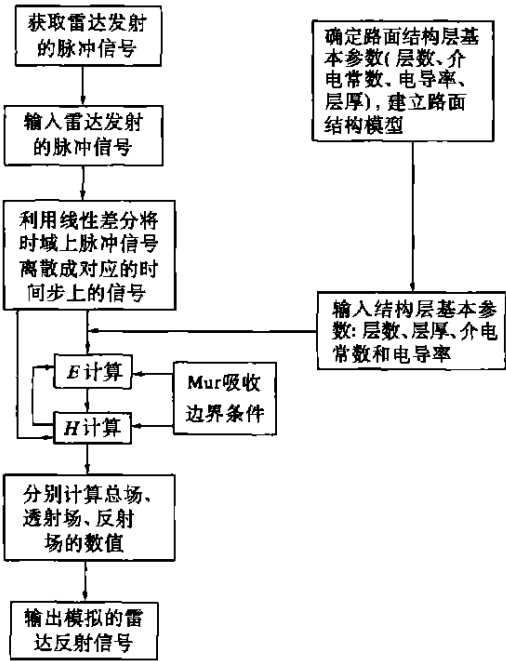 获取雷达发射
的脉冲信号
输入雷达发射
的脉冲信号
利用线性差分将
时域上脉冲信号
离散成对应的时
间步上的信号
E计算
H计算
Mur吸收
边界条件
分别计算总场、
透射场、反射
场的数值
输出模拟的雷
达反射信号
确定路面结构层基
本参数(层数、介
电常数、电导率、
层厚),建立路面
结构模型
输入结构层基本参
数:层数、层厚、介电
常数和电导率